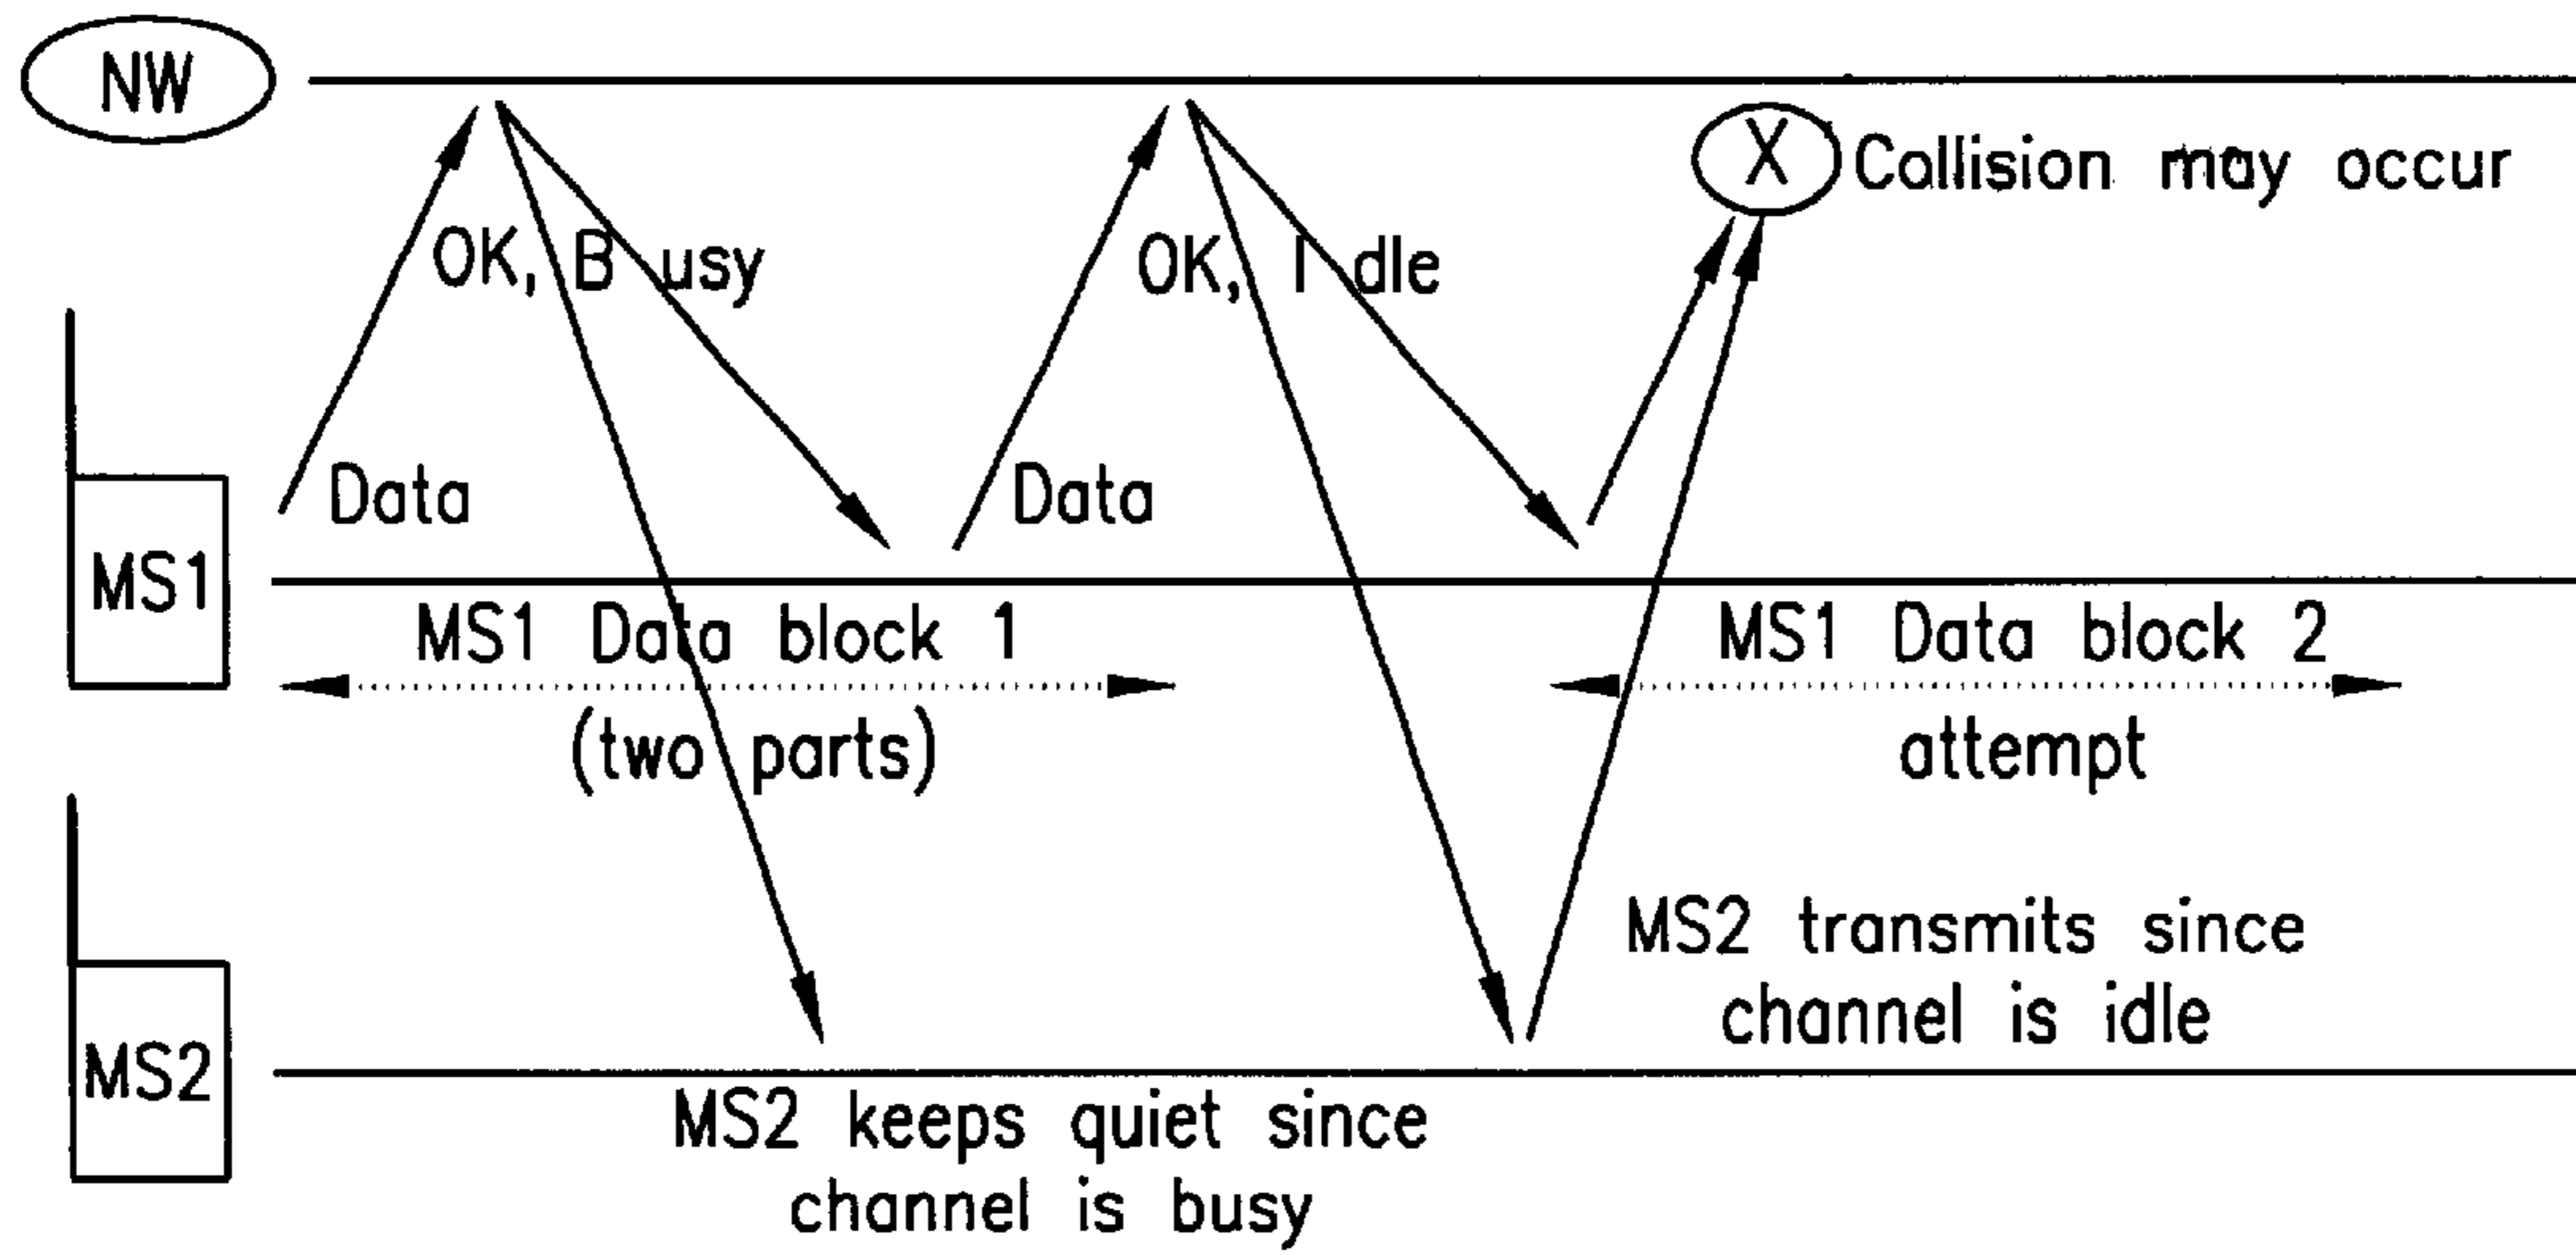 NW
X Collision may occur
OK, Busy
OK, Idle
Data
Data
MS1
MS1 Data block 1
(two parts)
MS1 Data block 2
attempt
MS2 transmits since
channel is idle
MS2
MS2 keeps quiet since
channel is busy